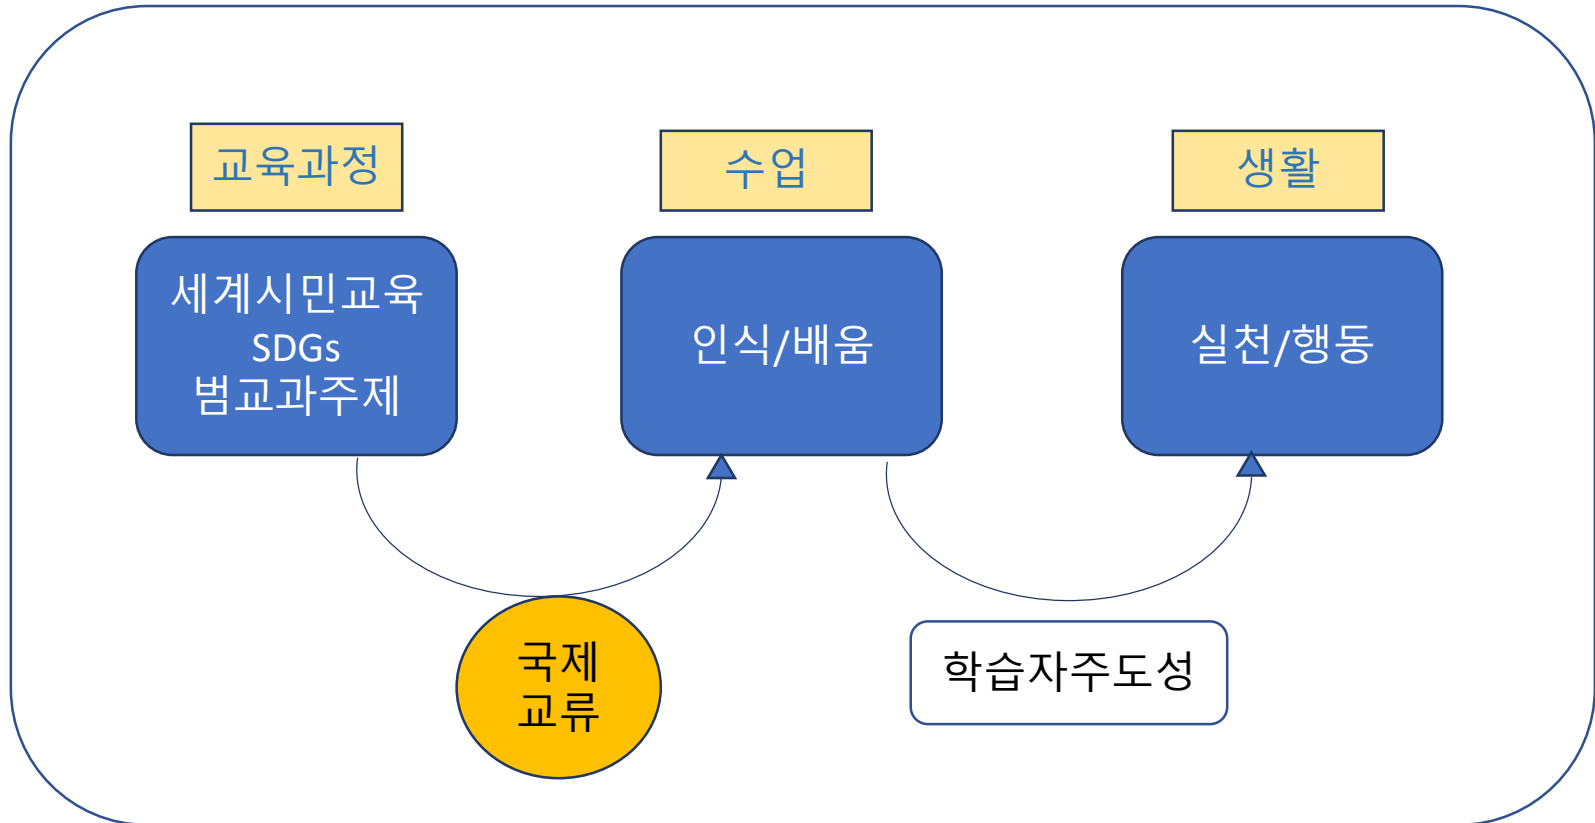 교육과정
수업
생활
세계시민교육
SDGs
범교과주제
인식/배움
실천/행동
국제
교류
학습자주도성